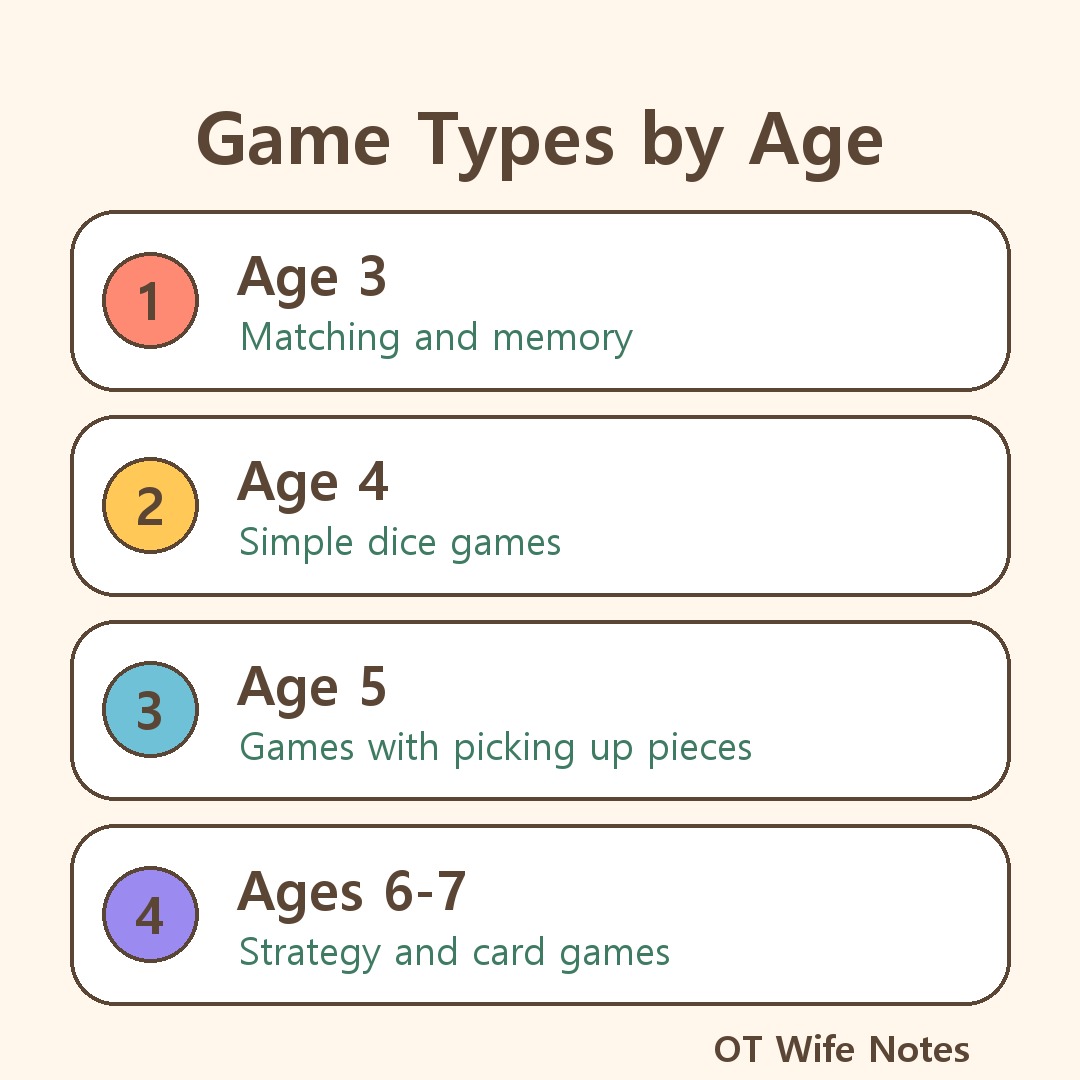 Game Types by Age
1
Age 3
Matching and memory
2
Age 4
Simple dice games
3
Age 5
Games with picking up pieces
4
Ages 6-7
Strategy and card games
OT Wife Notes